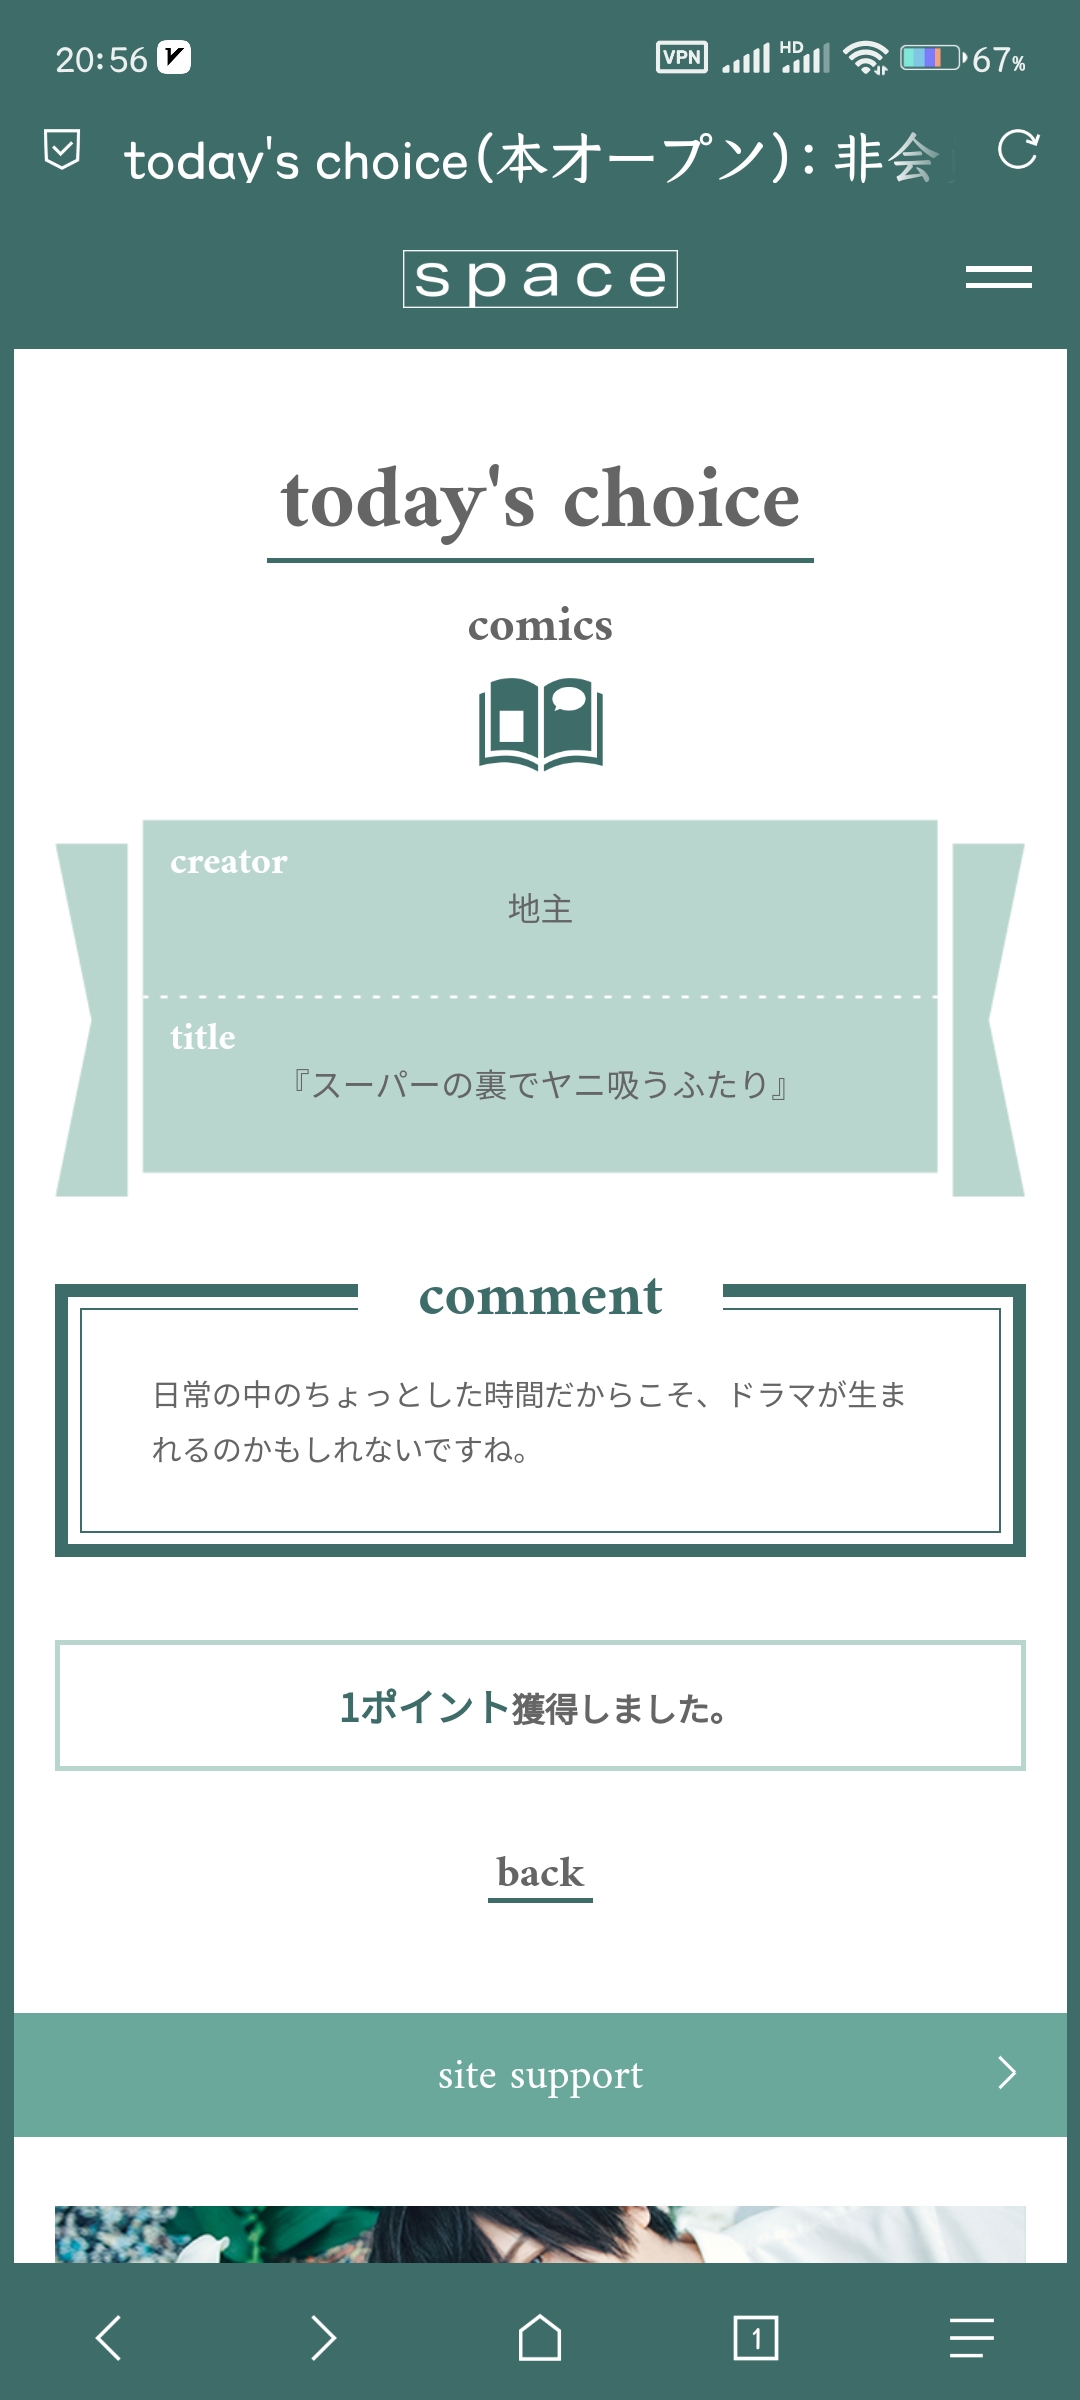 20:56
VPN
HD
67%
today's choice(本オープン): 非会
space
today's choice
comics
creator
地主
title
『スーパーの裏でヤニ吸うふたり』
comment
日常の中のちょっとした時間だからこそ、ドラマが生ま
れるのかもしれないですね。
1ポイント獲得しました。
back
site support
1